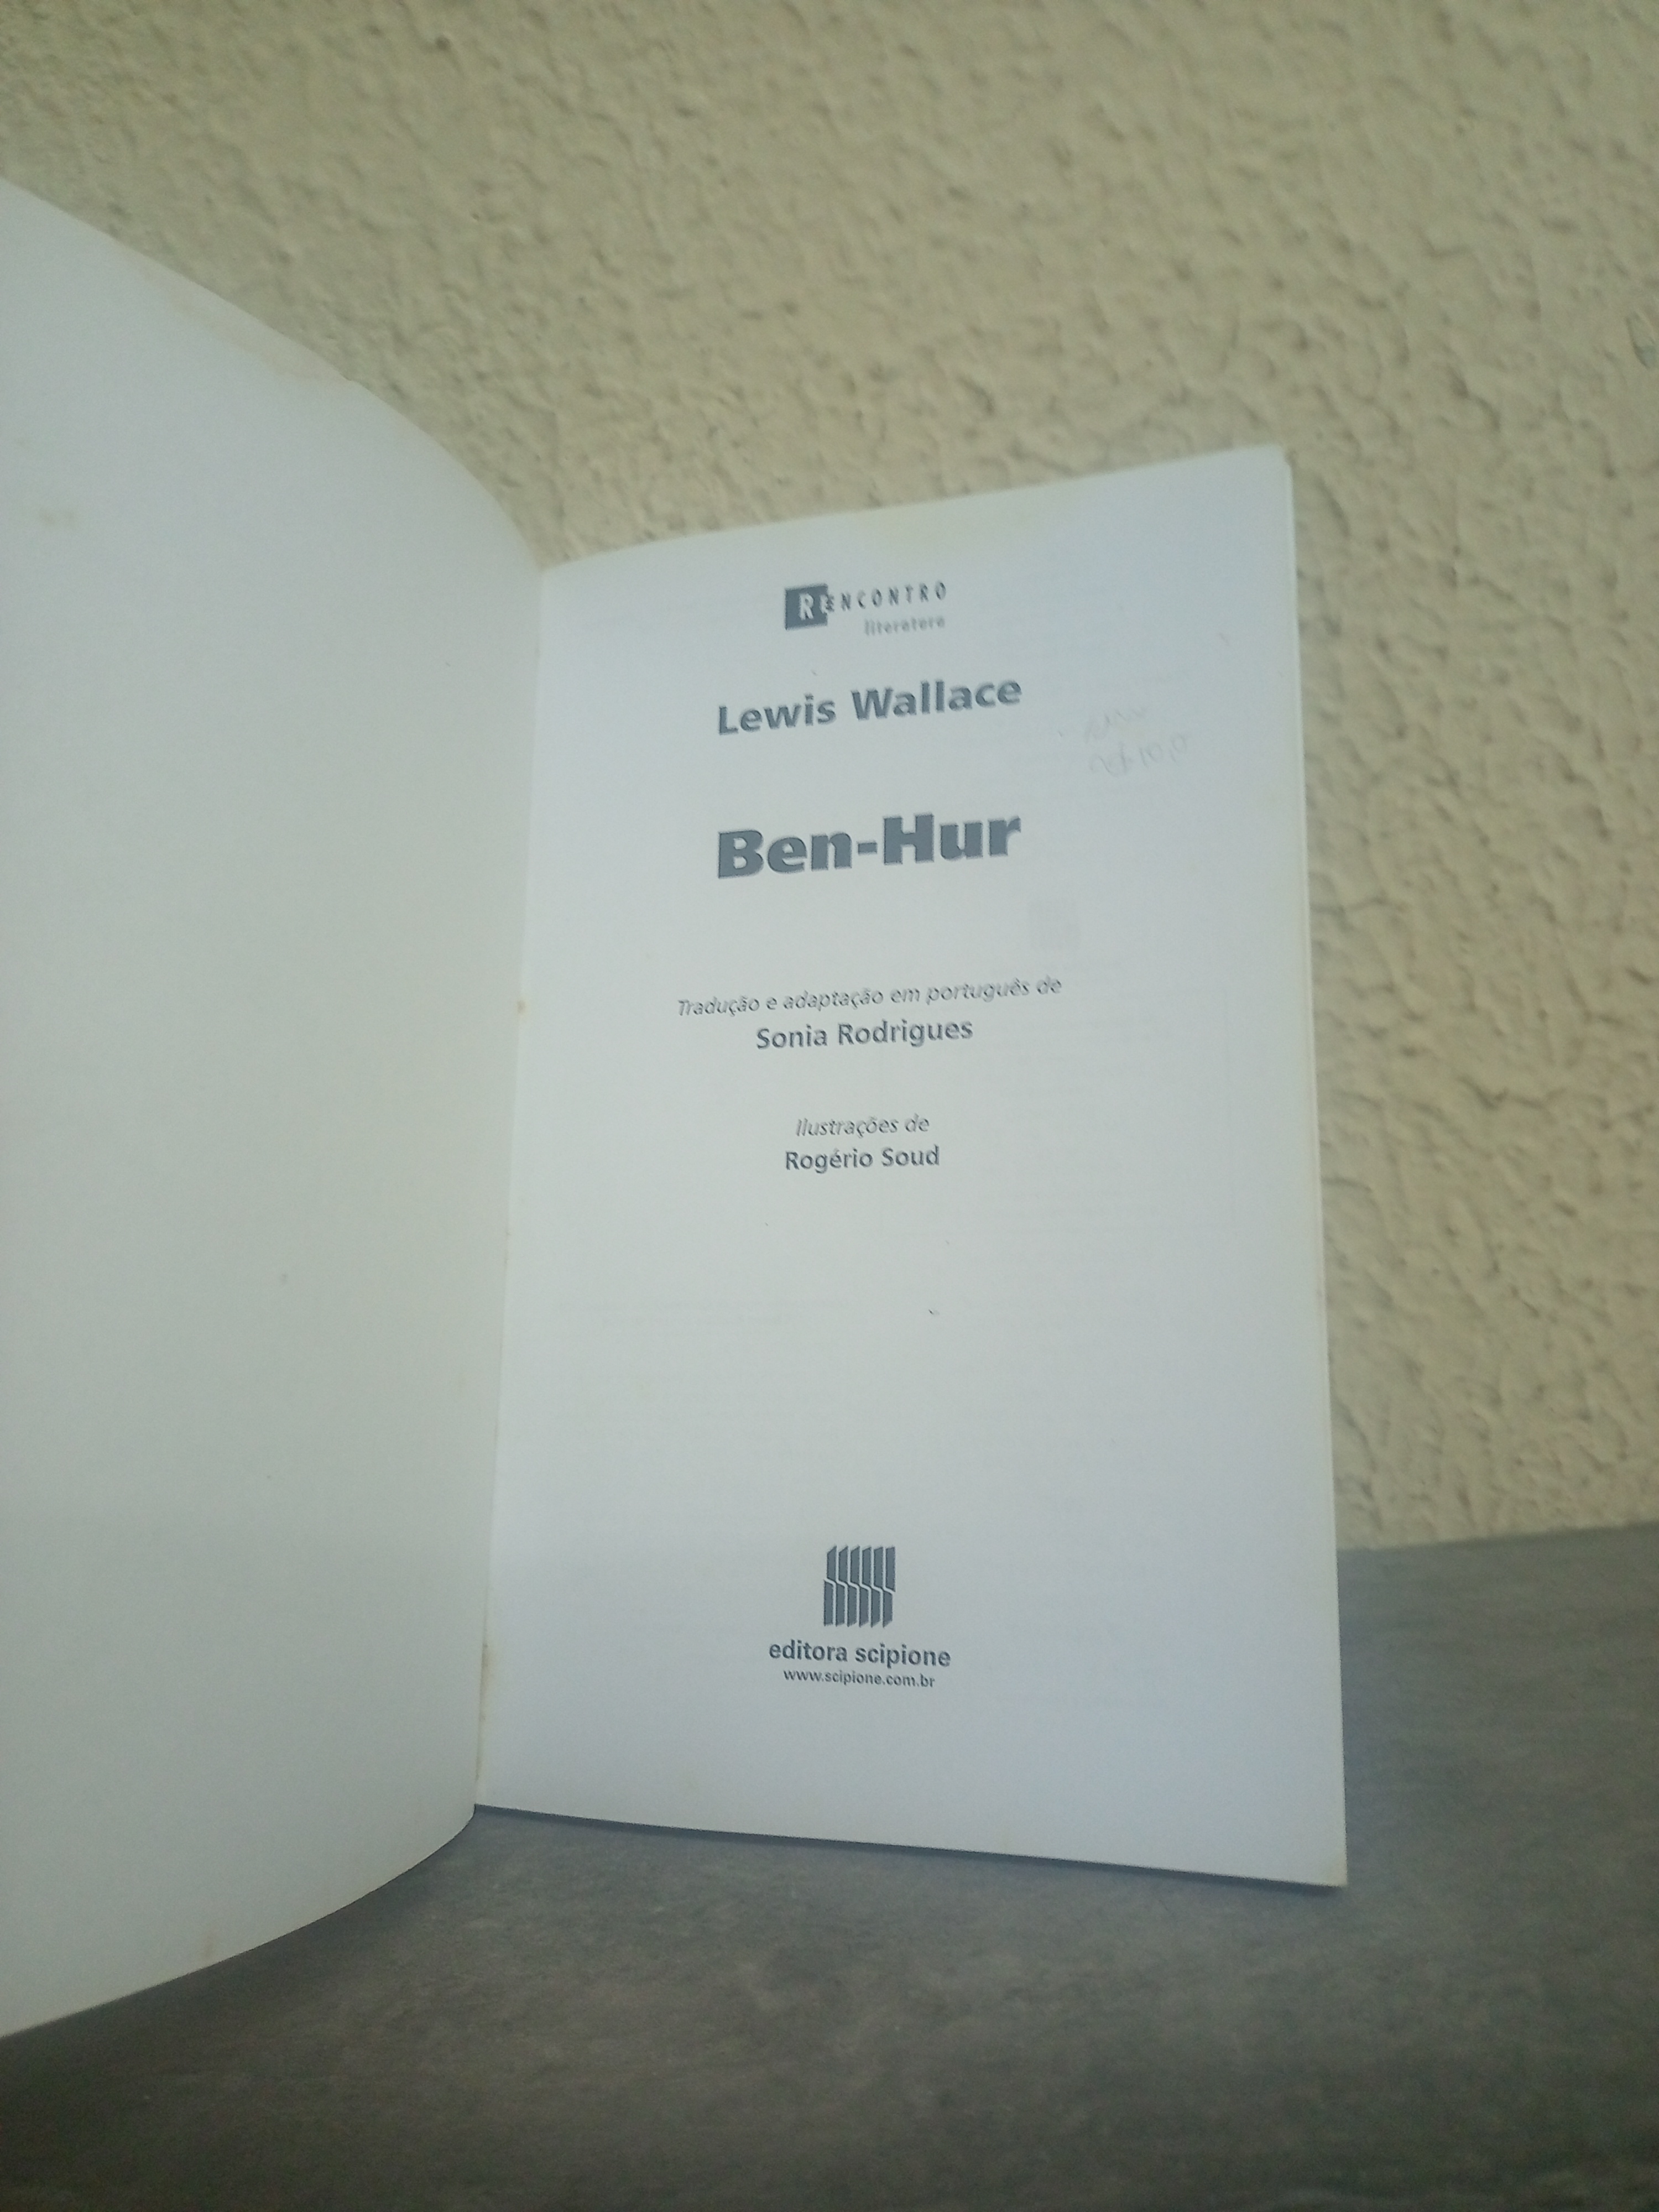 REENCONTRO
literatura
Lewis Wallace
Ben-Hur
Tradução e adaptação em português de
Sonia Rodrigues
Ilustrações de
Rogério Soud
editora scipione
www.scipione.com.br